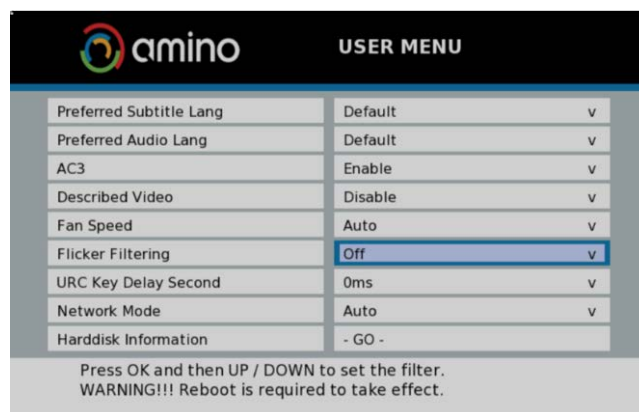 amino
USER MENU
Preferred Subtitle Lang Default v
Preferred Audio Lang Default v
AC3 Enable v
Described Video Disable v
Fan Speed Auto v
Flicker Filtering Off v
URC Key Delay Second 0ms v
Network Mode Auto v
Harddisk Information - GO -
Press OK and then UP / DOWN to set the filter.
WARNING!!! Reboot is required to take effect.